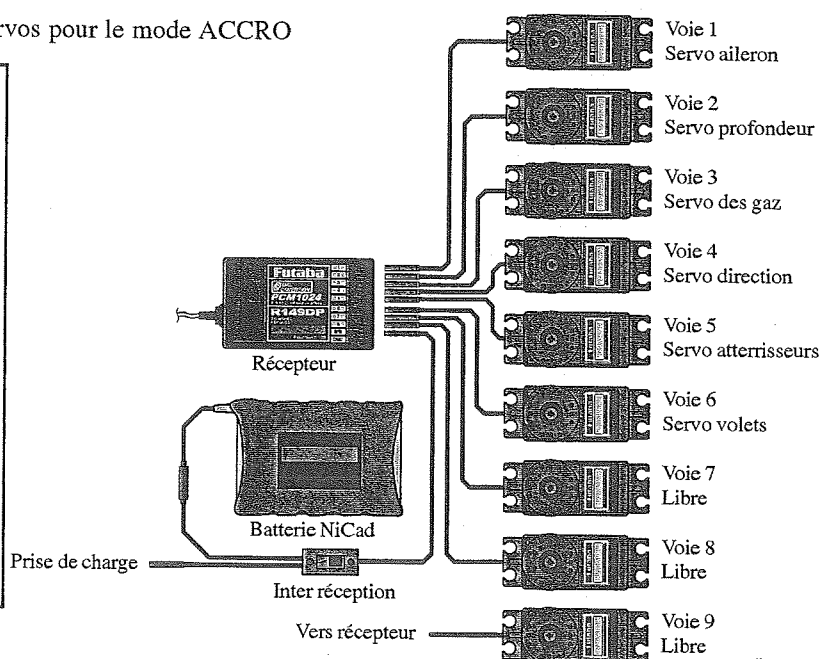 rvos pour le mode ACCRO
Voie 1
Servo aileron
Voie 2
Servo profondeur
Voie 3
Servo des gaz
Voie 4
Servo direction
Voie 5
Servo atterrisseurs
Voie 6
Servo volets
Voie 7
Libre
Voie 8
Libre
Voie 9
Libre
Futaba
PCM1024
R149DP
Récepteur
Batterie NiCad
Prise de charge
Inter réception
Vers récepteur